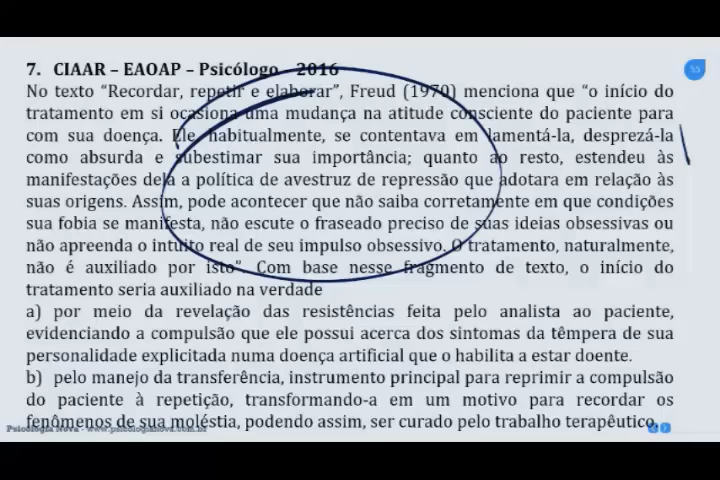 7. CIAAR – EAOAP – Psicólogo 2016
55
No texto “Recordar, repetir e elaborar”, Freud (1970) menciona que “o início do
tratamento em si ocasiona uma mudança na atitude consciente do paciente para
com sua doença. Ele, habitualmente, se contentava em lamentá-la, desprezá-la
como absurda e subestimar sua importância; quanto ao resto, estendeu às
manifestações dela a política de avestruz de repressão que adotara em relação às
suas origens. Assim, pode acontecer que não saiba corretamente em que condições
sua fobia se manifesta, não escute o fraseado preciso de suas ideias obsessivas ou
não apreenda o intuito real de seu impulso obsessivo. O tratamento, naturalmente,
não é auxiliado por isto”. Com base nesse fragmento de texto, o início do
tratamento seria auxiliado na verdade
a) por meio da revelação das resistências feita pelo analista ao paciente,
evidenciando a compulsão que ele possui acerca dos sintomas da têmpera de sua
personalidade explicitada numa doença artificial que o habilita a estar doente.
b) pelo manejo da transferência, instrumento principal para reprimir a compulsão
do paciente à repetição, transformando-a em um motivo para recordar os
fenômenos de sua moléstia, podendo assim, ser curado pelo trabalho terapêutico.
Psicologia Nova - www.psicologianova.com.br